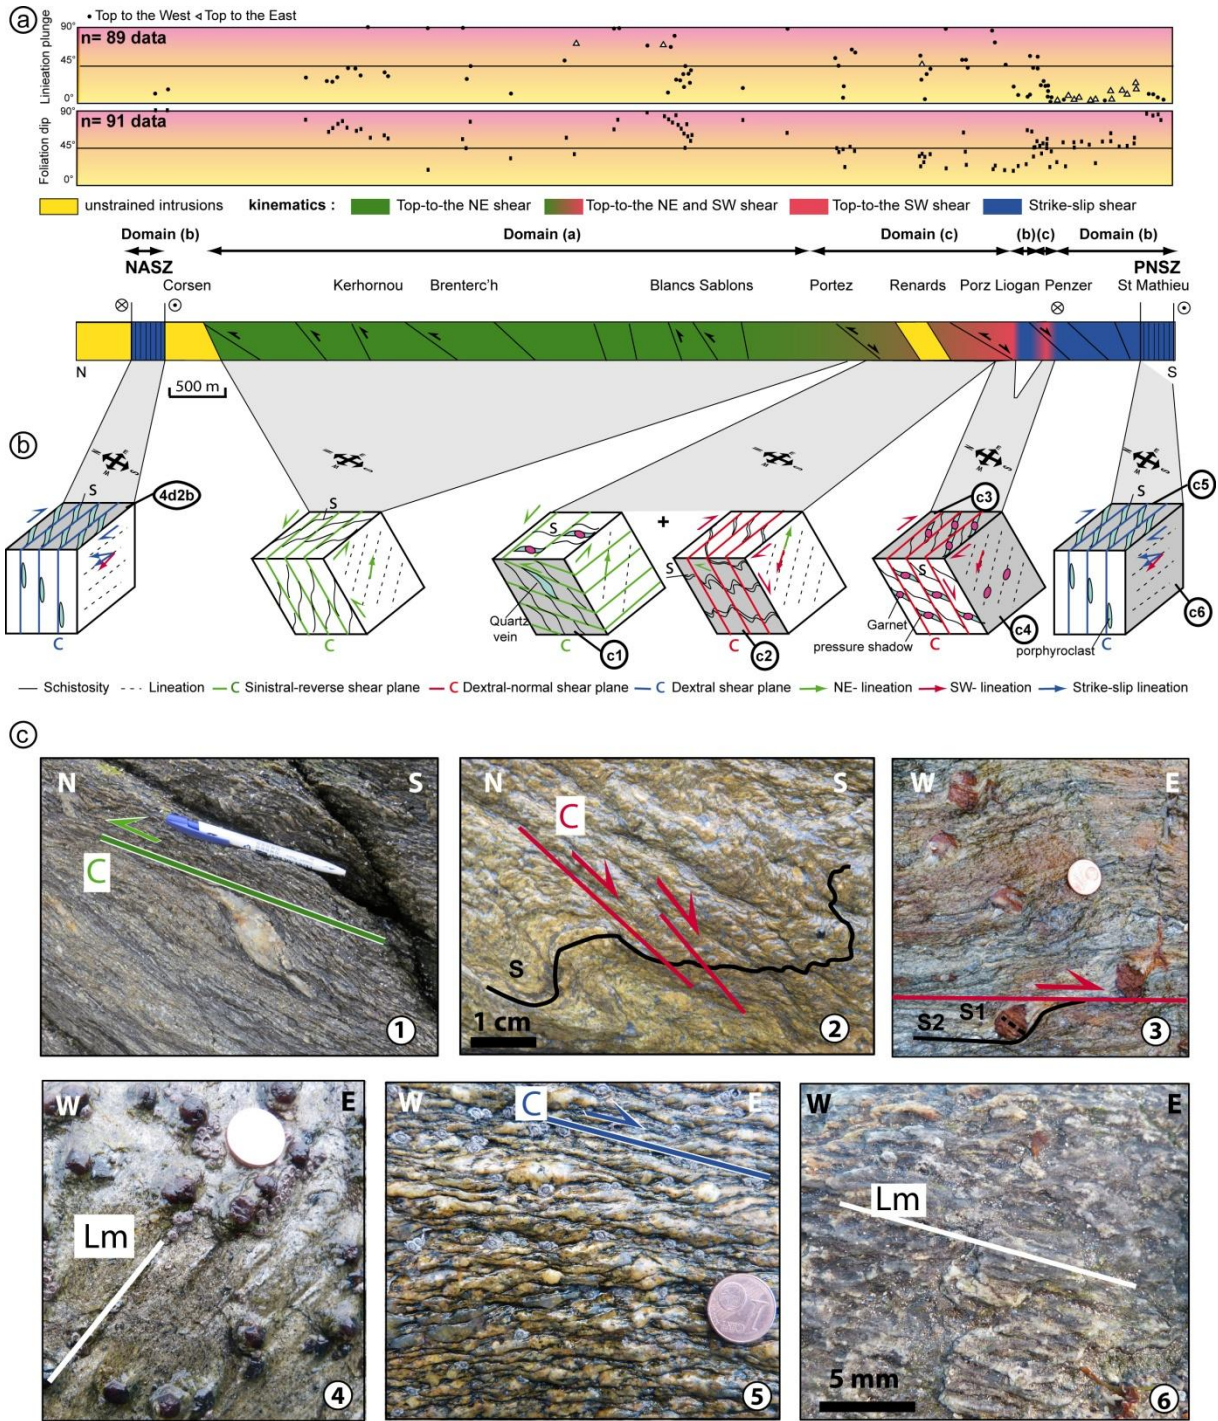 a
• Top to the West ◃ Top to the East
90°
n= 89 data
Linieation plunge
45°
0°
90°
n= 91 data
Foliation dip
45°
0°
unstrained intrusions
kinematics :
Top-to-the NE shear
Top-to-the NE and SW shear
Top-to-the SW shear
Strike-slip shear
Domain (b)
Domain (a)
Domain (c)
(b)
(c)
Domain (b)
NASZ
PNSZ
Corsen
Kerhornou
Brenterc'h
Blancs Sablons
Portez
Renards
Porz Liogan
Penzer
St Mathieu
N
S
500 m
b
S
4d2b
C
S
C
S
Quartz
vein
c1
C
+
S
c2
C
c3
S
Garnet
pressure shadow
c4
C
S
c5
c6
porphyroclast
C
Schistosity
Lineation
C Sinistral-reverse shear plane
C Dextral-normal shear plane
C Dextral shear plane
NE- lineation
SW- lineation
Strike-slip lineation
c
N
S
C
1
N
S
C
S
1 cm
2
W
E
S1
S2
3
W
E
Lm
4
W
E
C
5
W
E
Lm
5 mm
6